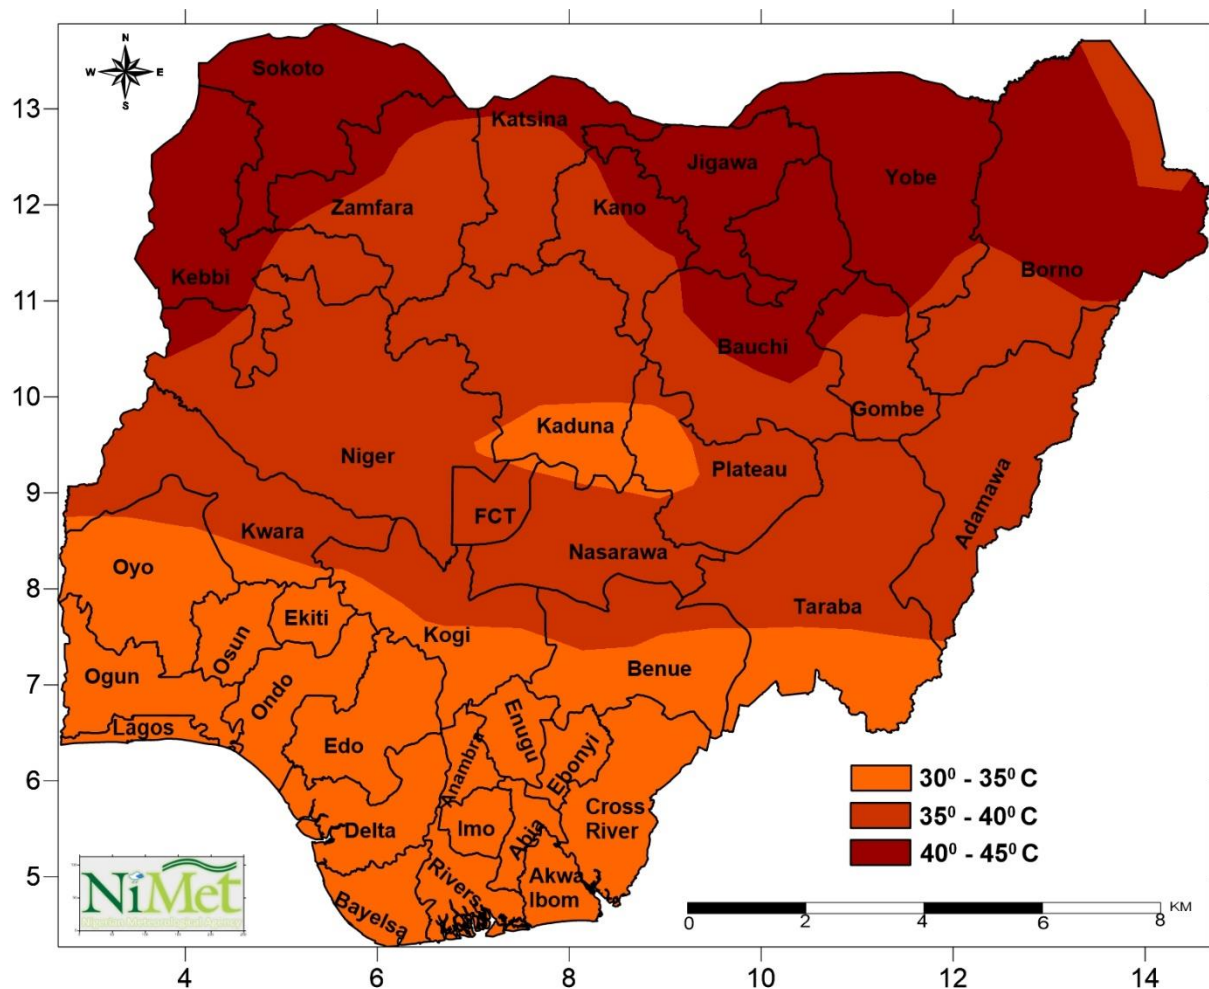 N
W E
S
13
12
11
10
9
8
7
6
5
4 6 8 10 12 14
Sokoto
Katsina
Jigawa
Yobe
Zamfara
Kano
Kebbi
Borno
Bauchi
Gombe
Kaduna
Niger
Plateau
Adamawa
FCT
Kwara
Nasarawa
Oyo
Taraba
Ekiti
Osun
Kogi
Ogun
Benue
Ondo
Lagos
Enugu
Edo
Anambra
Ebonyi
Cross
River
Delta
Imo
Abia
Rivers
Akwa
Ibom
Bayelsa
30⁰ - 35⁰ C
35⁰ - 40⁰ C
40⁰ - 45⁰ C
NiMet
Nigerian Meteorological Agency
0 2 4 6 8 KM